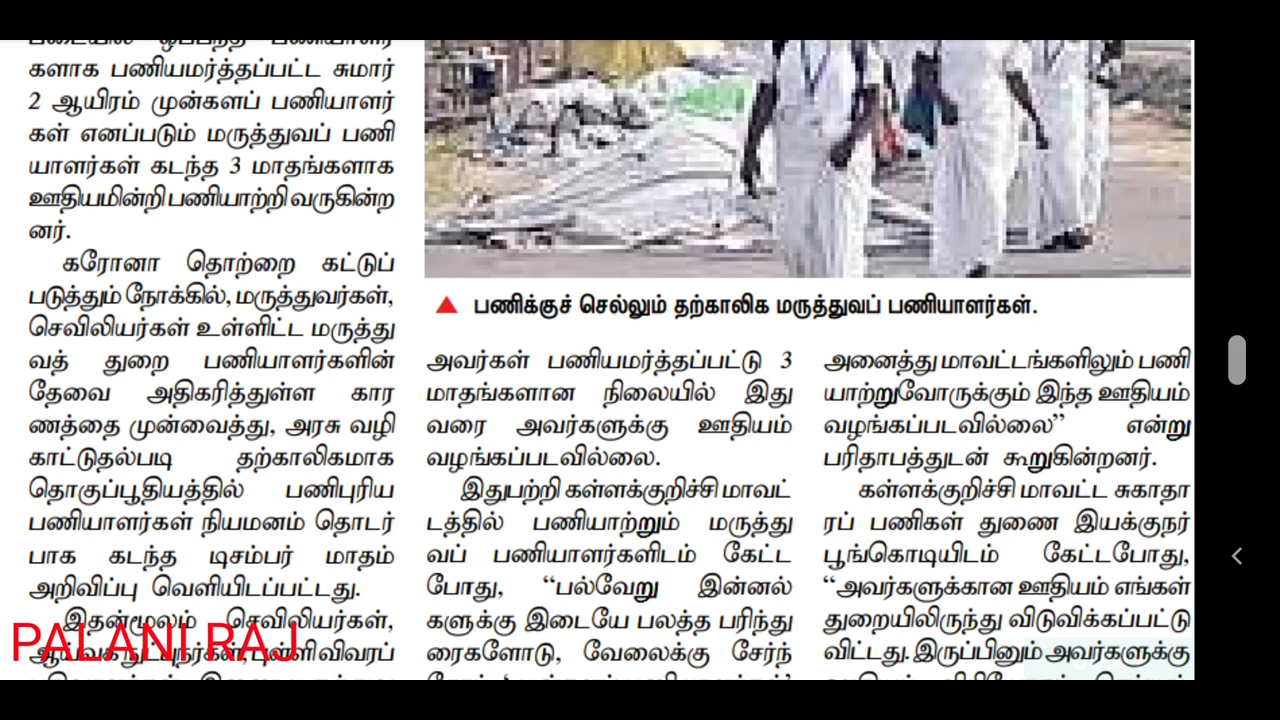 களாக பணியமர்த்தப்பட்ட சுமார்
2 ஆயிரம் முன்களப் பணியாளர்
கள் எனப்படும் மருத்துவப் பணி
யாளர்கள் கடந்த 3 மாதங்களாக
ஊதியமின்றி பணியாற்றி வருகின்ற
னர்.
கரோனா தொற்றை கட்டுப்
படுத்தும் நோக்கில், மருத்துவர்கள்,
செவிலியர்கள் உள்ளிட்ட மருத்து
வத் துறை பணியாளர்களின்
தேவை அதிகரித்துள்ள கார
ணத்தை முன்வைத்து, அரசு வழி
காட்டுதல்படி தற்காலிகமாக
தொகுப்பூதியத்தில் பணிபுரிய
பணியாளர்கள் நியமனம் தொடர்
பாக கடந்த டிசம்பர் மாதம்
அறிவிப்பு வெளியிடப்பட்டது.
இதன்மூலம் செவிலியர்கள்,
புள்ளி விவரப்
▲ பணிக்குச் செல்லும் தற்காலிக மருத்துவப் பணியாளர்கள்.
அவர்கள் பணியமர்த்தப்பட்டு 3
மாதங்களான நிலையில் இது
வரை அவர்களுக்கு ஊதியம்
வழங்கப்படவில்லை.
இதுபற்றி கள்ளக்குறிச்சி மாவட்
டத்தில் பணியாற்றும் மருத்து
வப் பணியாளர்களிடம் கேட்ட
போது, “பல்வேறு இன்னல்
களுக்கு இடையே பலத்த பரிந்து
ரைகளோடு, வேலைக்கு சேர்ந்
அனைத்து மாவட்டங்களிலும் பணி
யாற்றுவோருக்கும் இந்த ஊதியம்
வழங்கப்படவில்லை” என்று
பரிதாபத்துடன் கூறுகின்றனர்.
கள்ளக்குறிச்சி மாவட்ட சுகாதா
ரப் பணிகள் துணை இயக்குநர்
பூங்கொடியிடம் கேட்டபோது,
“அவர்களுக்கான ஊதியம் எங்கள்
துறையிலிருந்து விடுவிக்கப்பட்டு
விட்டது. இருப்பினும் அவர்களுக்கு
PALANI RAJ